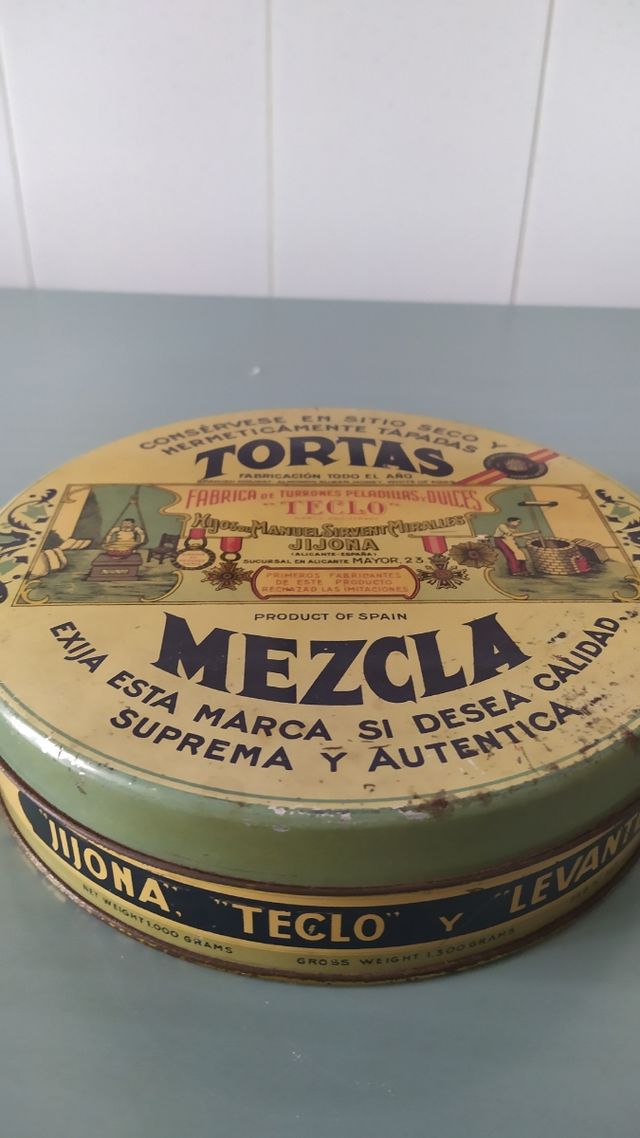 CONSÉRVESE EN SITIO SECO Y
HERMETICAMENTE TAPADAS
TORTAS
FABRICACIÓN TODO EL AÑO
FABRICA DE TURRONES PELADILLAS Y DULCES
"TECLO"
Hijos de Manuel Sirvent Miralles
JIJONA
(ALICANTE-ESPAÑA)
SUCURSAL EN ALICANTE MAYOR, 23
PRIMEROS FABRICANTES
DE ESTE PRODUCTO
RECHAZAD LAS IMITACIONES
PRODUCT OF SPAIN
MEZCLA
EXIJA ESTA MARCA SI DESEA CALIDAD
SUPREMA Y AUTENTICA
"JIJONA", "TECLO" Y "LEVANT
NET WEIGHT 1.000 GRAMS
GROSS WEIGHT 1.300 GRAMS